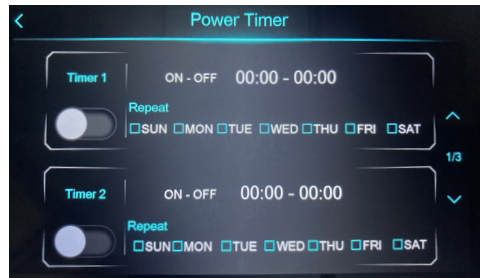 Power Timer
Timer 1 ON - OFF 00:00 - 00:00
Repeat
SUN MON TUE WED THU FRI SAT
1/3
Timer 2 ON - OFF 00:00 - 00:00
Repeat
SUN MON TUE WED THU FRI SAT